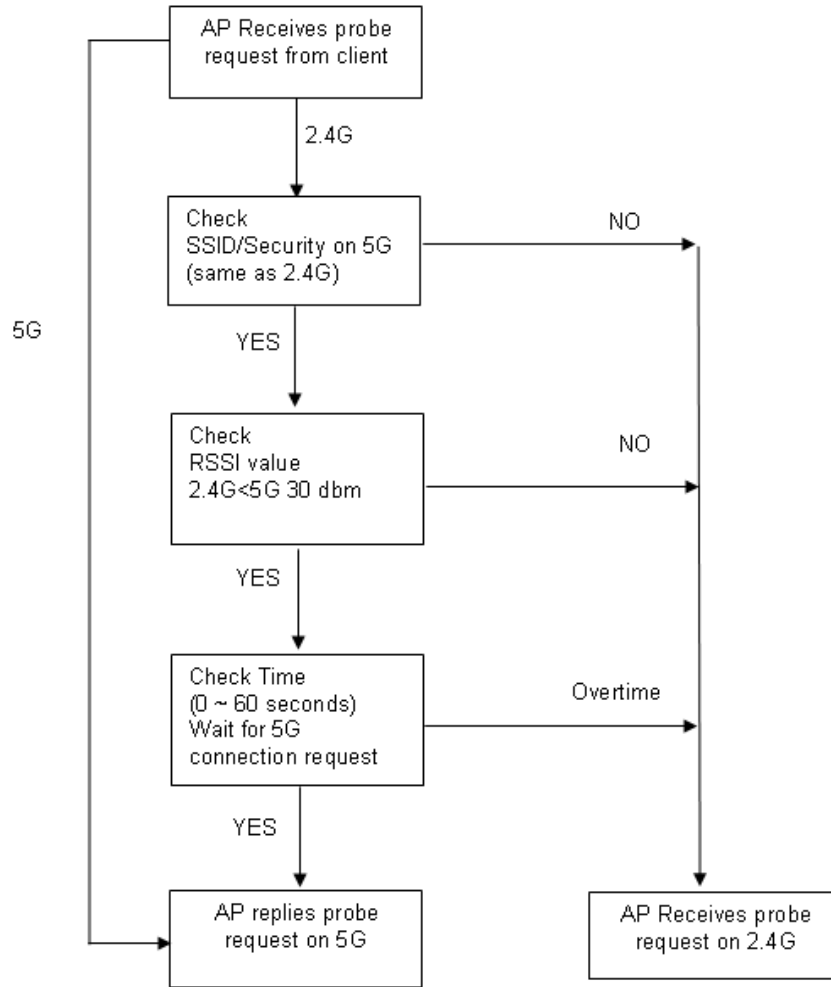 AP Receives probe
request from client
2.4G
Check
SSID/Security on 5G
(same as 2.4G)
NO
5G
YES
Check
RSSI value
2.4G<5G 30 dbm
NO
YES
Check Time
(0 ~ 60 seconds)
Wait for 5G
connection request
Overtime
YES
AP replies probe
request on 5G
AP Receives probe
request on 2.4G